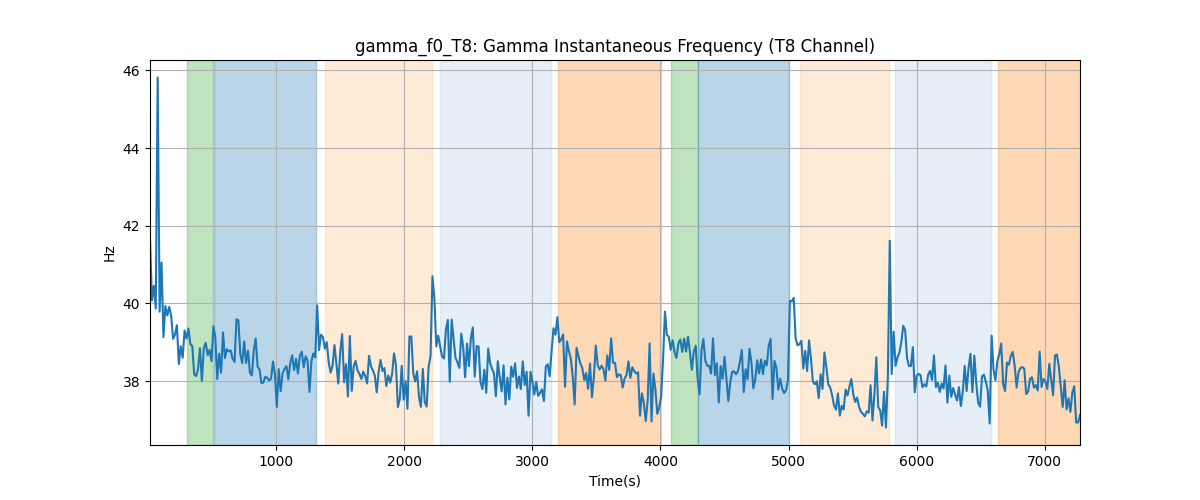 gamma_f0_T8: Gamma Instantaneous Frequency (T8 Channel)
46
44
42
40
38
Hz
1000 2000 3000 4000 5000 6000 7000
Time(s)